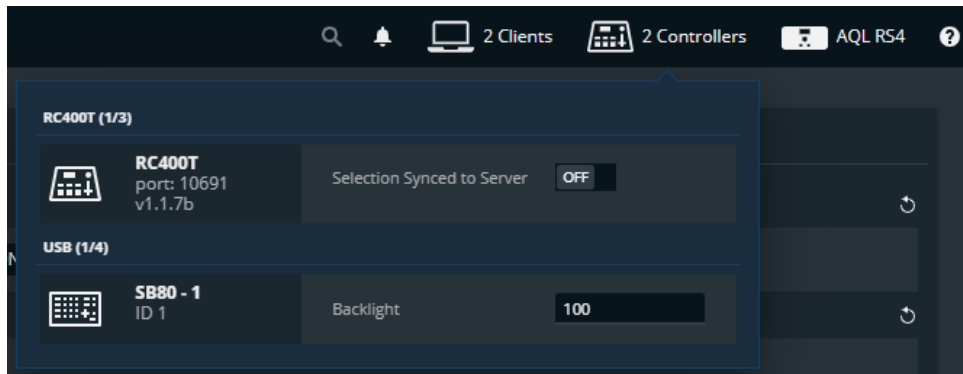 2 Clients
2 Controllers
AQL RS4
RC400T (1/3)
RC400T
port: 10691
v1.1.7b
Selection Synced to Server
OFF
USB (1/4)
SB80 - 1
ID 1
Backlight
100